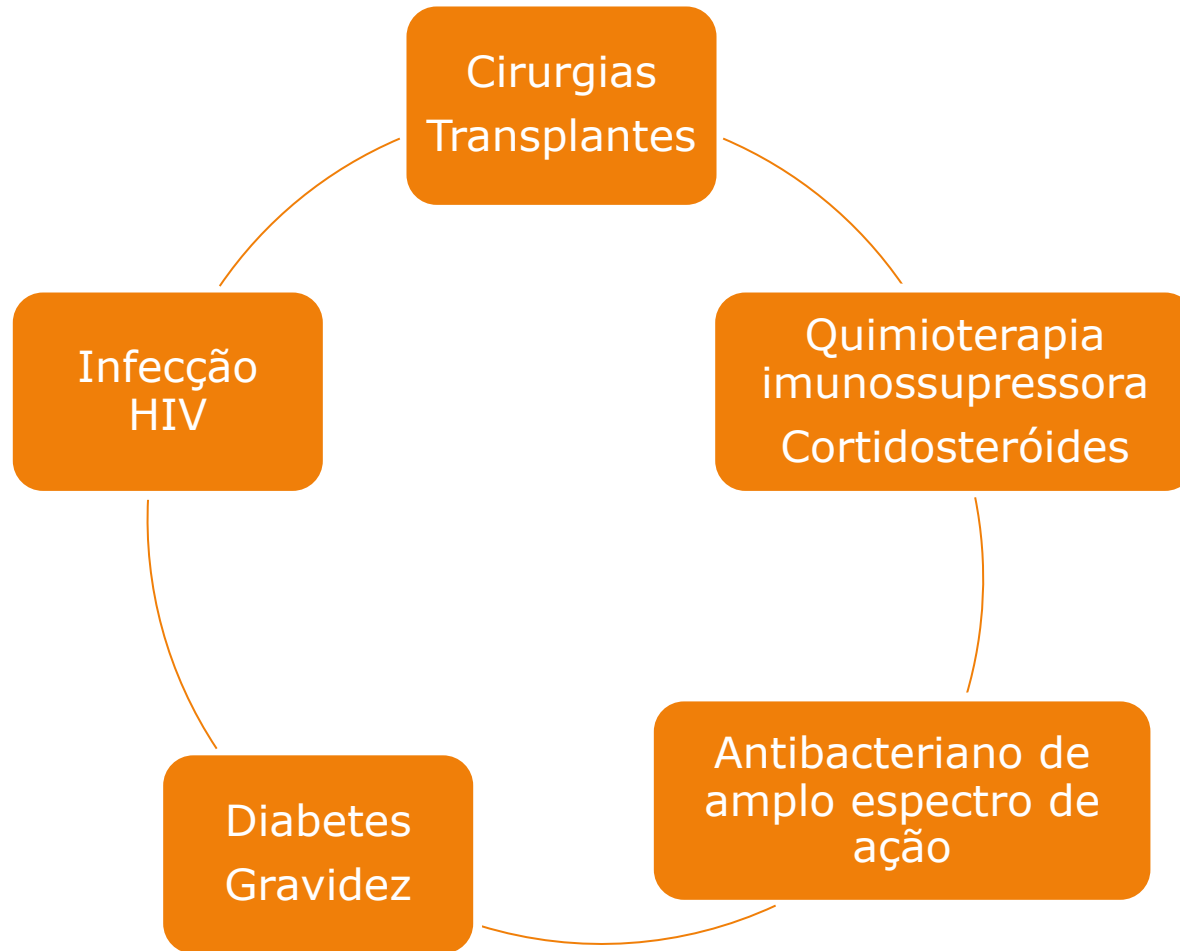 Cirurgias
Transplantes
Infecção
HIV
Quimioterapia
imunossupressora
Cortidosteróides
Antibacteriano de
amplo espectro de
ação
Diabetes
Gravidez